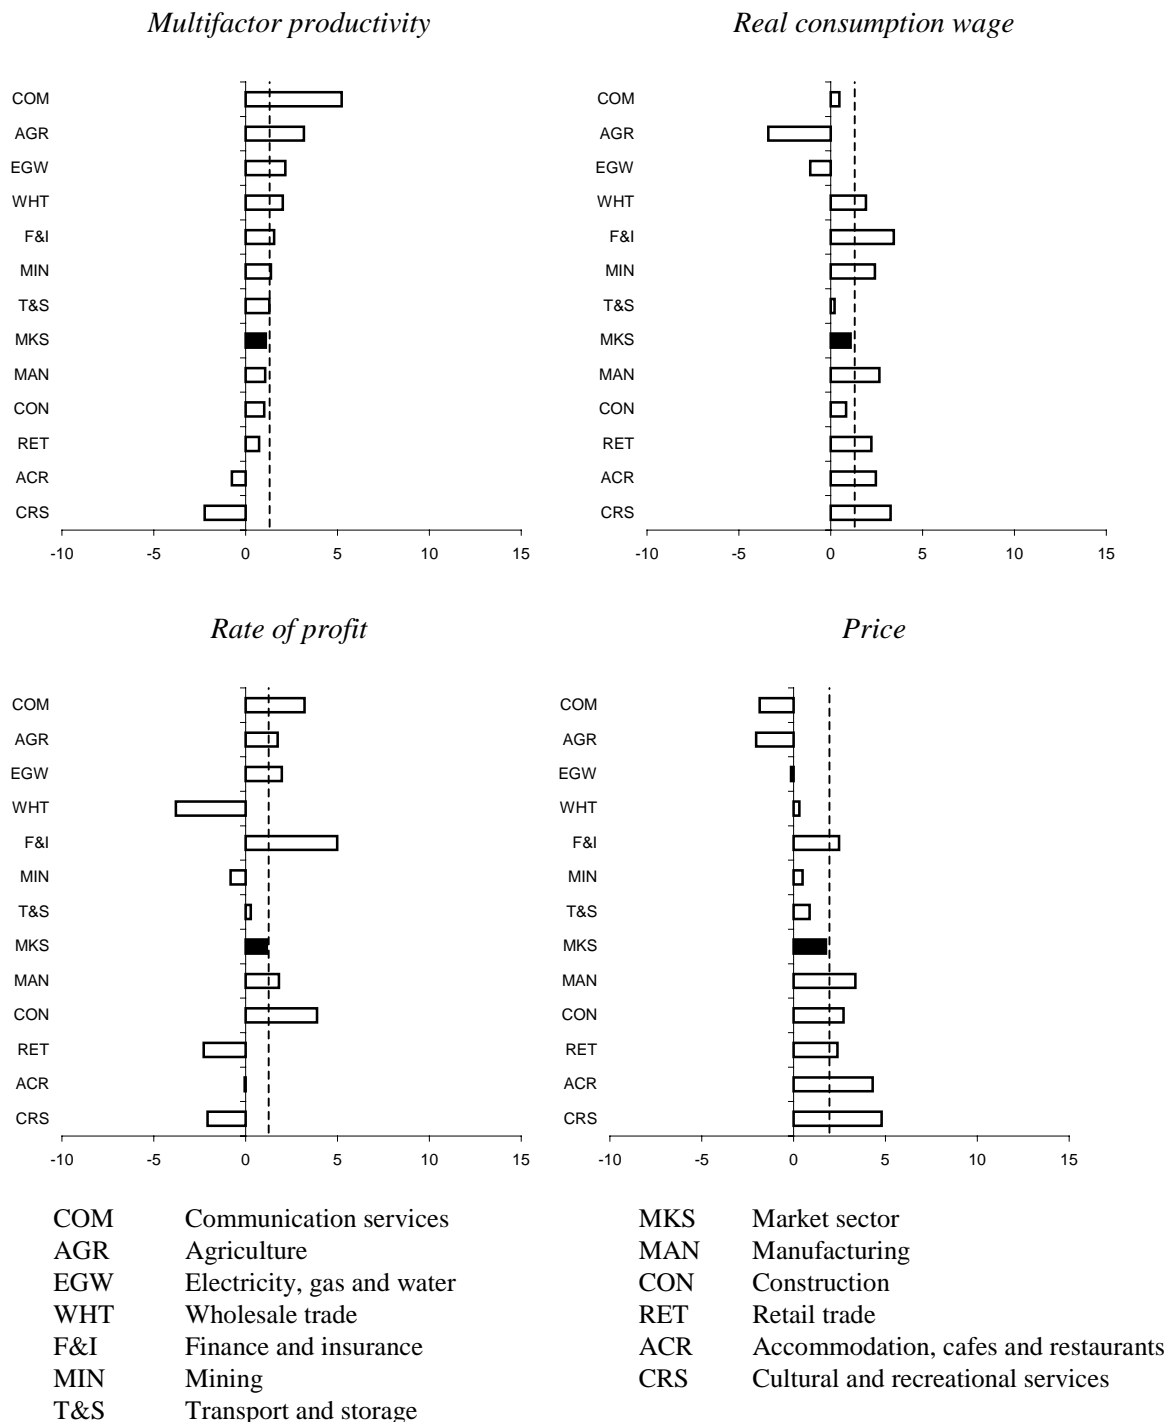 Multifactor productivity
COM
AGR
EGW
WHT
F&I
MIN
T&S
MKS
MAN
CON
RET
ACR
CRS
-10 -5 0 5 10 15
Real consumption wage
COM
AGR
EGW
WHT
F&I
MIN
T&S
MKS
MAN
CON
RET
ACR
CRS
-10 -5 0 5 10 15
Rate of profit
COM
AGR
EGW
WHT
F&I
MIN
T&S
MKS
MAN
CON
RET
ACR
CRS
-10 -5 0 5 10 15
Price
COM
AGR
EGW
WHT
F&I
MIN
T&S
MKS
MAN
CON
RET
ACR
CRS
-10 -5 0 5 10 15
COM Communication services
AGR Agriculture
EGW Electricity, gas and water
WHT Wholesale trade
F&I Finance and insurance
MIN Mining
T&S Transport and storage
MKS Market sector
MAN Manufacturing
CON Construction
RET Retail trade
ACR Accommodation, cafes and restaurants
CRS Cultural and recreational services